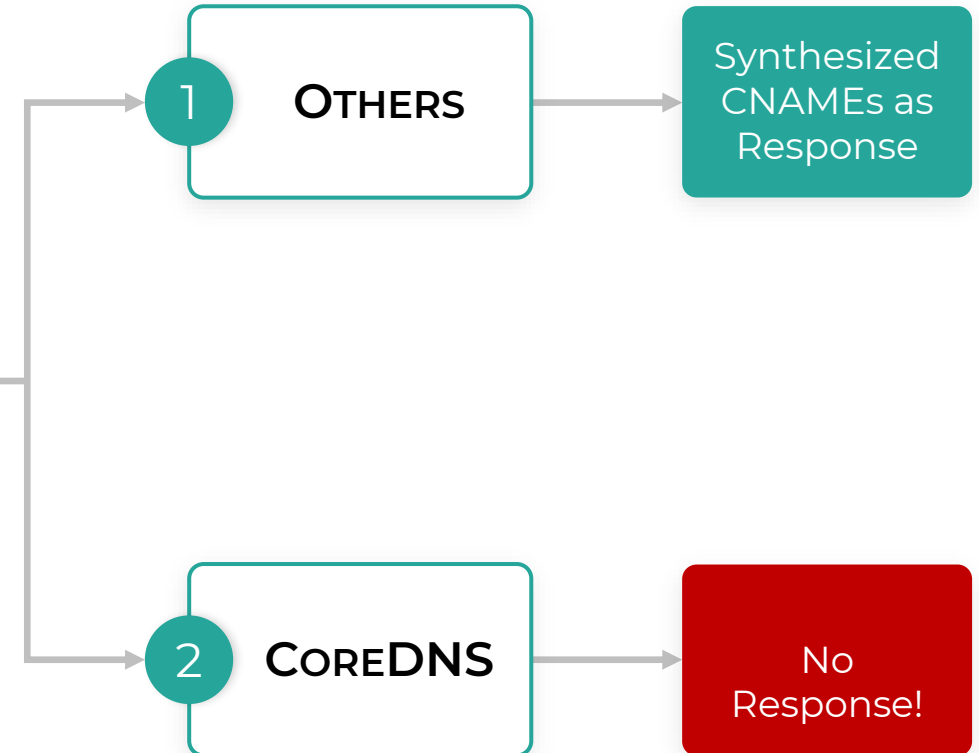 1
OTHERS
Synthesized
CNAMEs as
Response
2
COREDNS
No
Response!